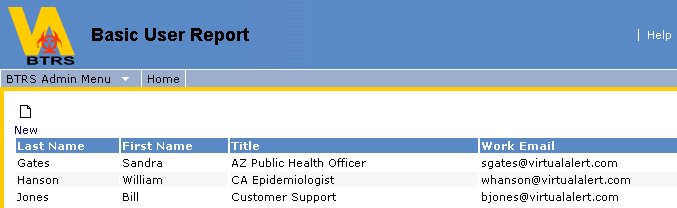 VA
BTRS
Basic User Report
| Help
BTRS Admin Menu
Home
New
Last Name First Name Title Work Email
Gates Sandra AZ Public Health Officer sgates@virtualalert.com
Hanson William CA Epidemiologist whanson@virtualalert.com
Jones Bill Customer Support bjones@virtualalert.com